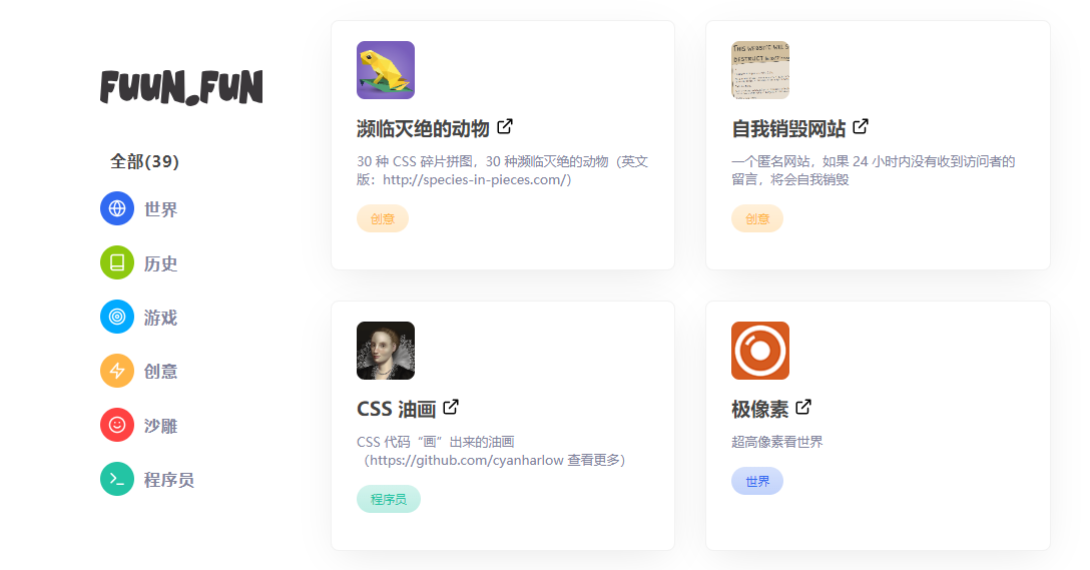 FUUN.FUN
全部(39)
世界
历史
游戏
创意
沙雕
程序员
濒临灭绝的动物
30 种 CSS 碎片拼图，30 种濒临灭绝的动物（英文
版：http://species-in-pieces.com/）
创意
THIS WEBSITE WILL S
DESTRUCT
自我销毁网站
一个匿名网站，如果 24 小时内没有收到访问者的
留言，将会自我销毁
创意
CSS 油画
CSS 代码“画”出来的油画
（https://github.com/cyanharlow 查看更多）
程序员
极像素
超高像素看世界
世界